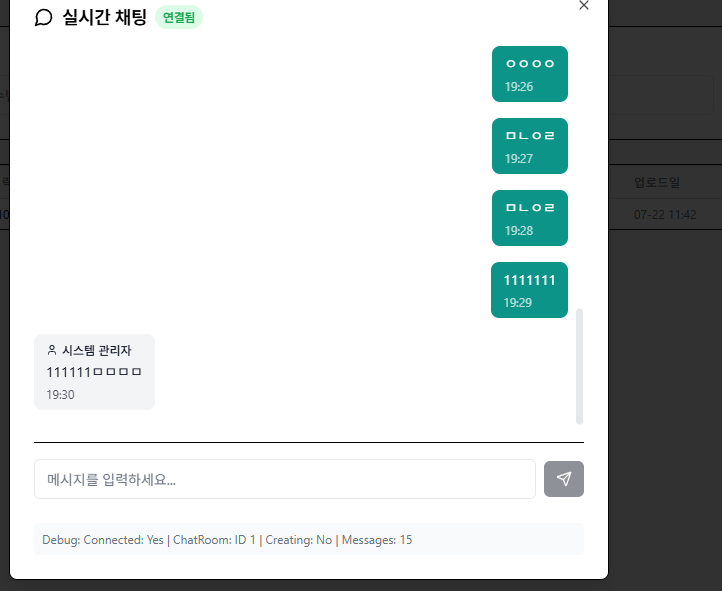 실시간 채팅 연결됨
ㅇㅇㅇㅇ
19:26
ㅁㄴㅇㄹ
19:27
ㅁㄴㅇㄹ
19:28
1111111
19:29
시스템 관리자
111111ㅁㅁㅁㅁ
19:30
메시지를 입력하세요...
Debug: Connected: Yes | ChatRoom: ID 1 | Creating: No | Messages: 15
업로드일
07-22 11:42